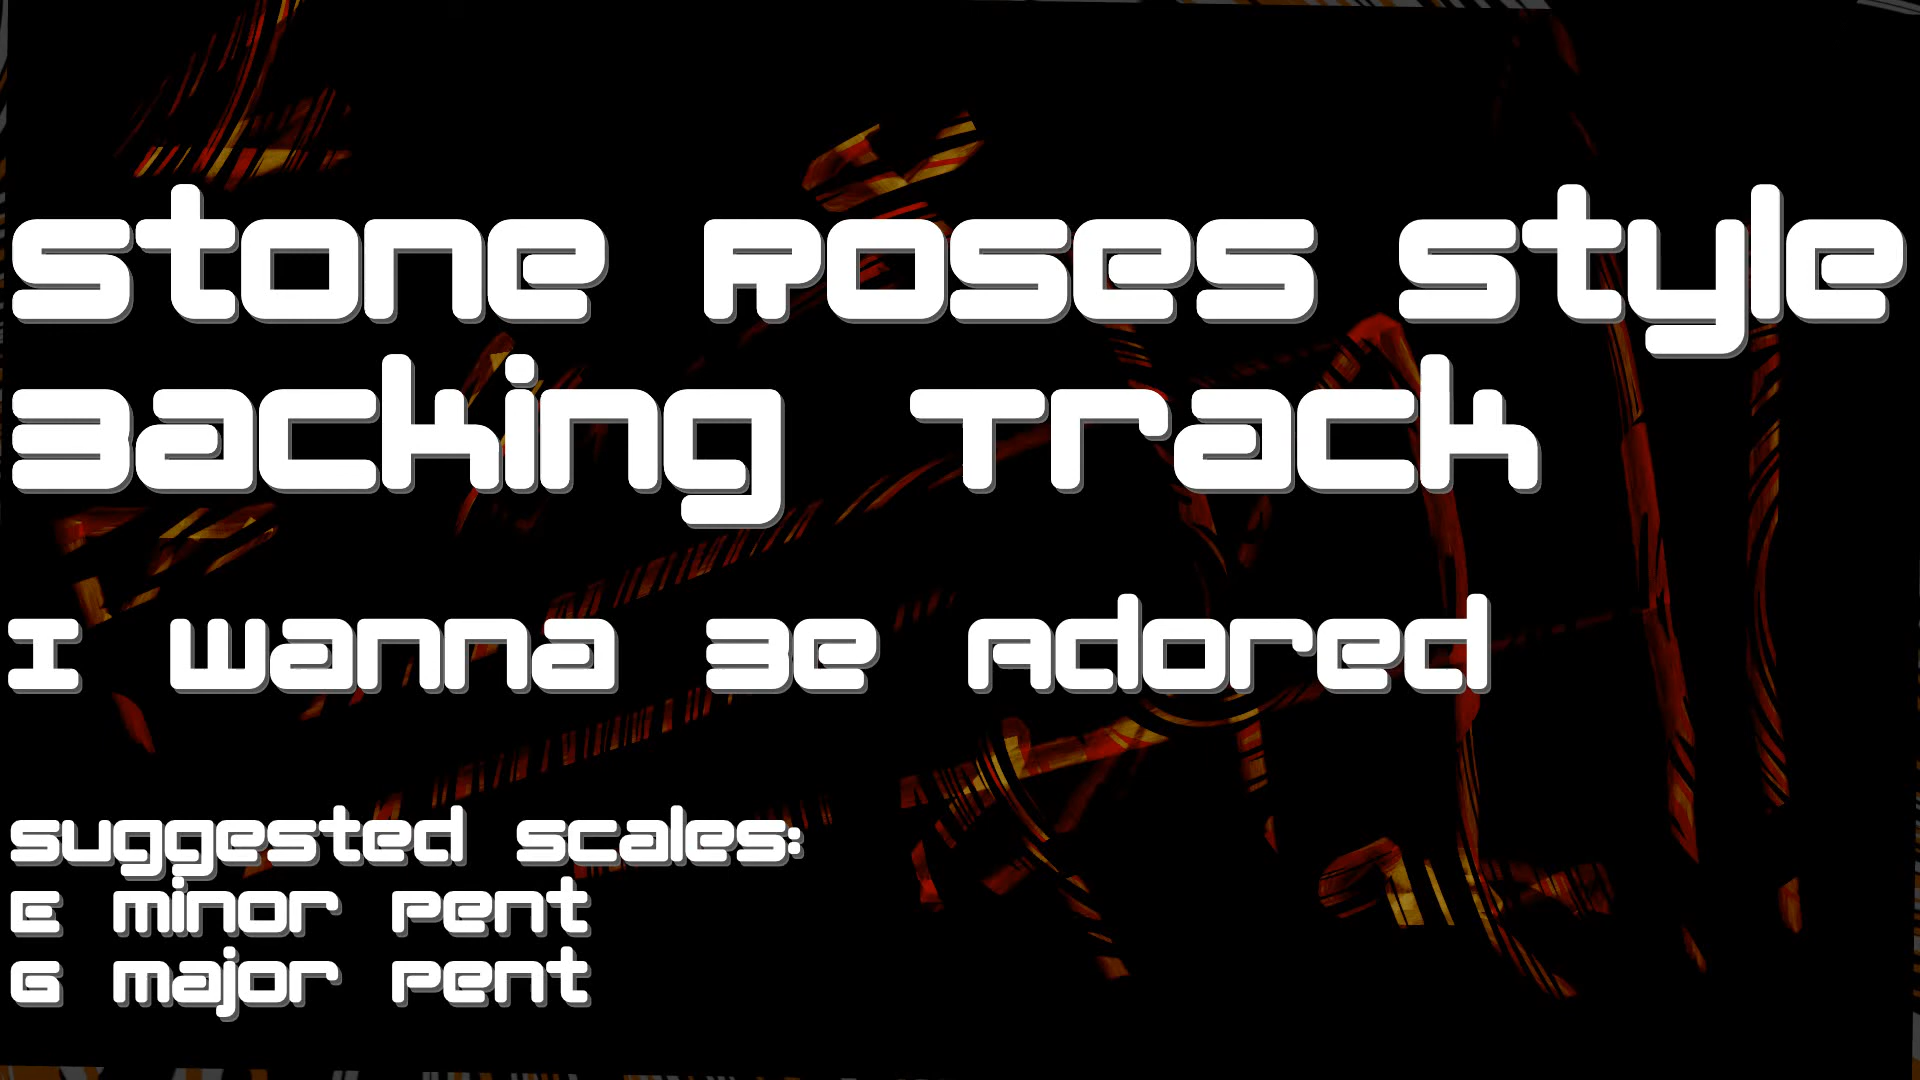 Stone Roses Style
Backing Track
I Wanna Be Adored
Suggested scales:
E minor pent
G major pent